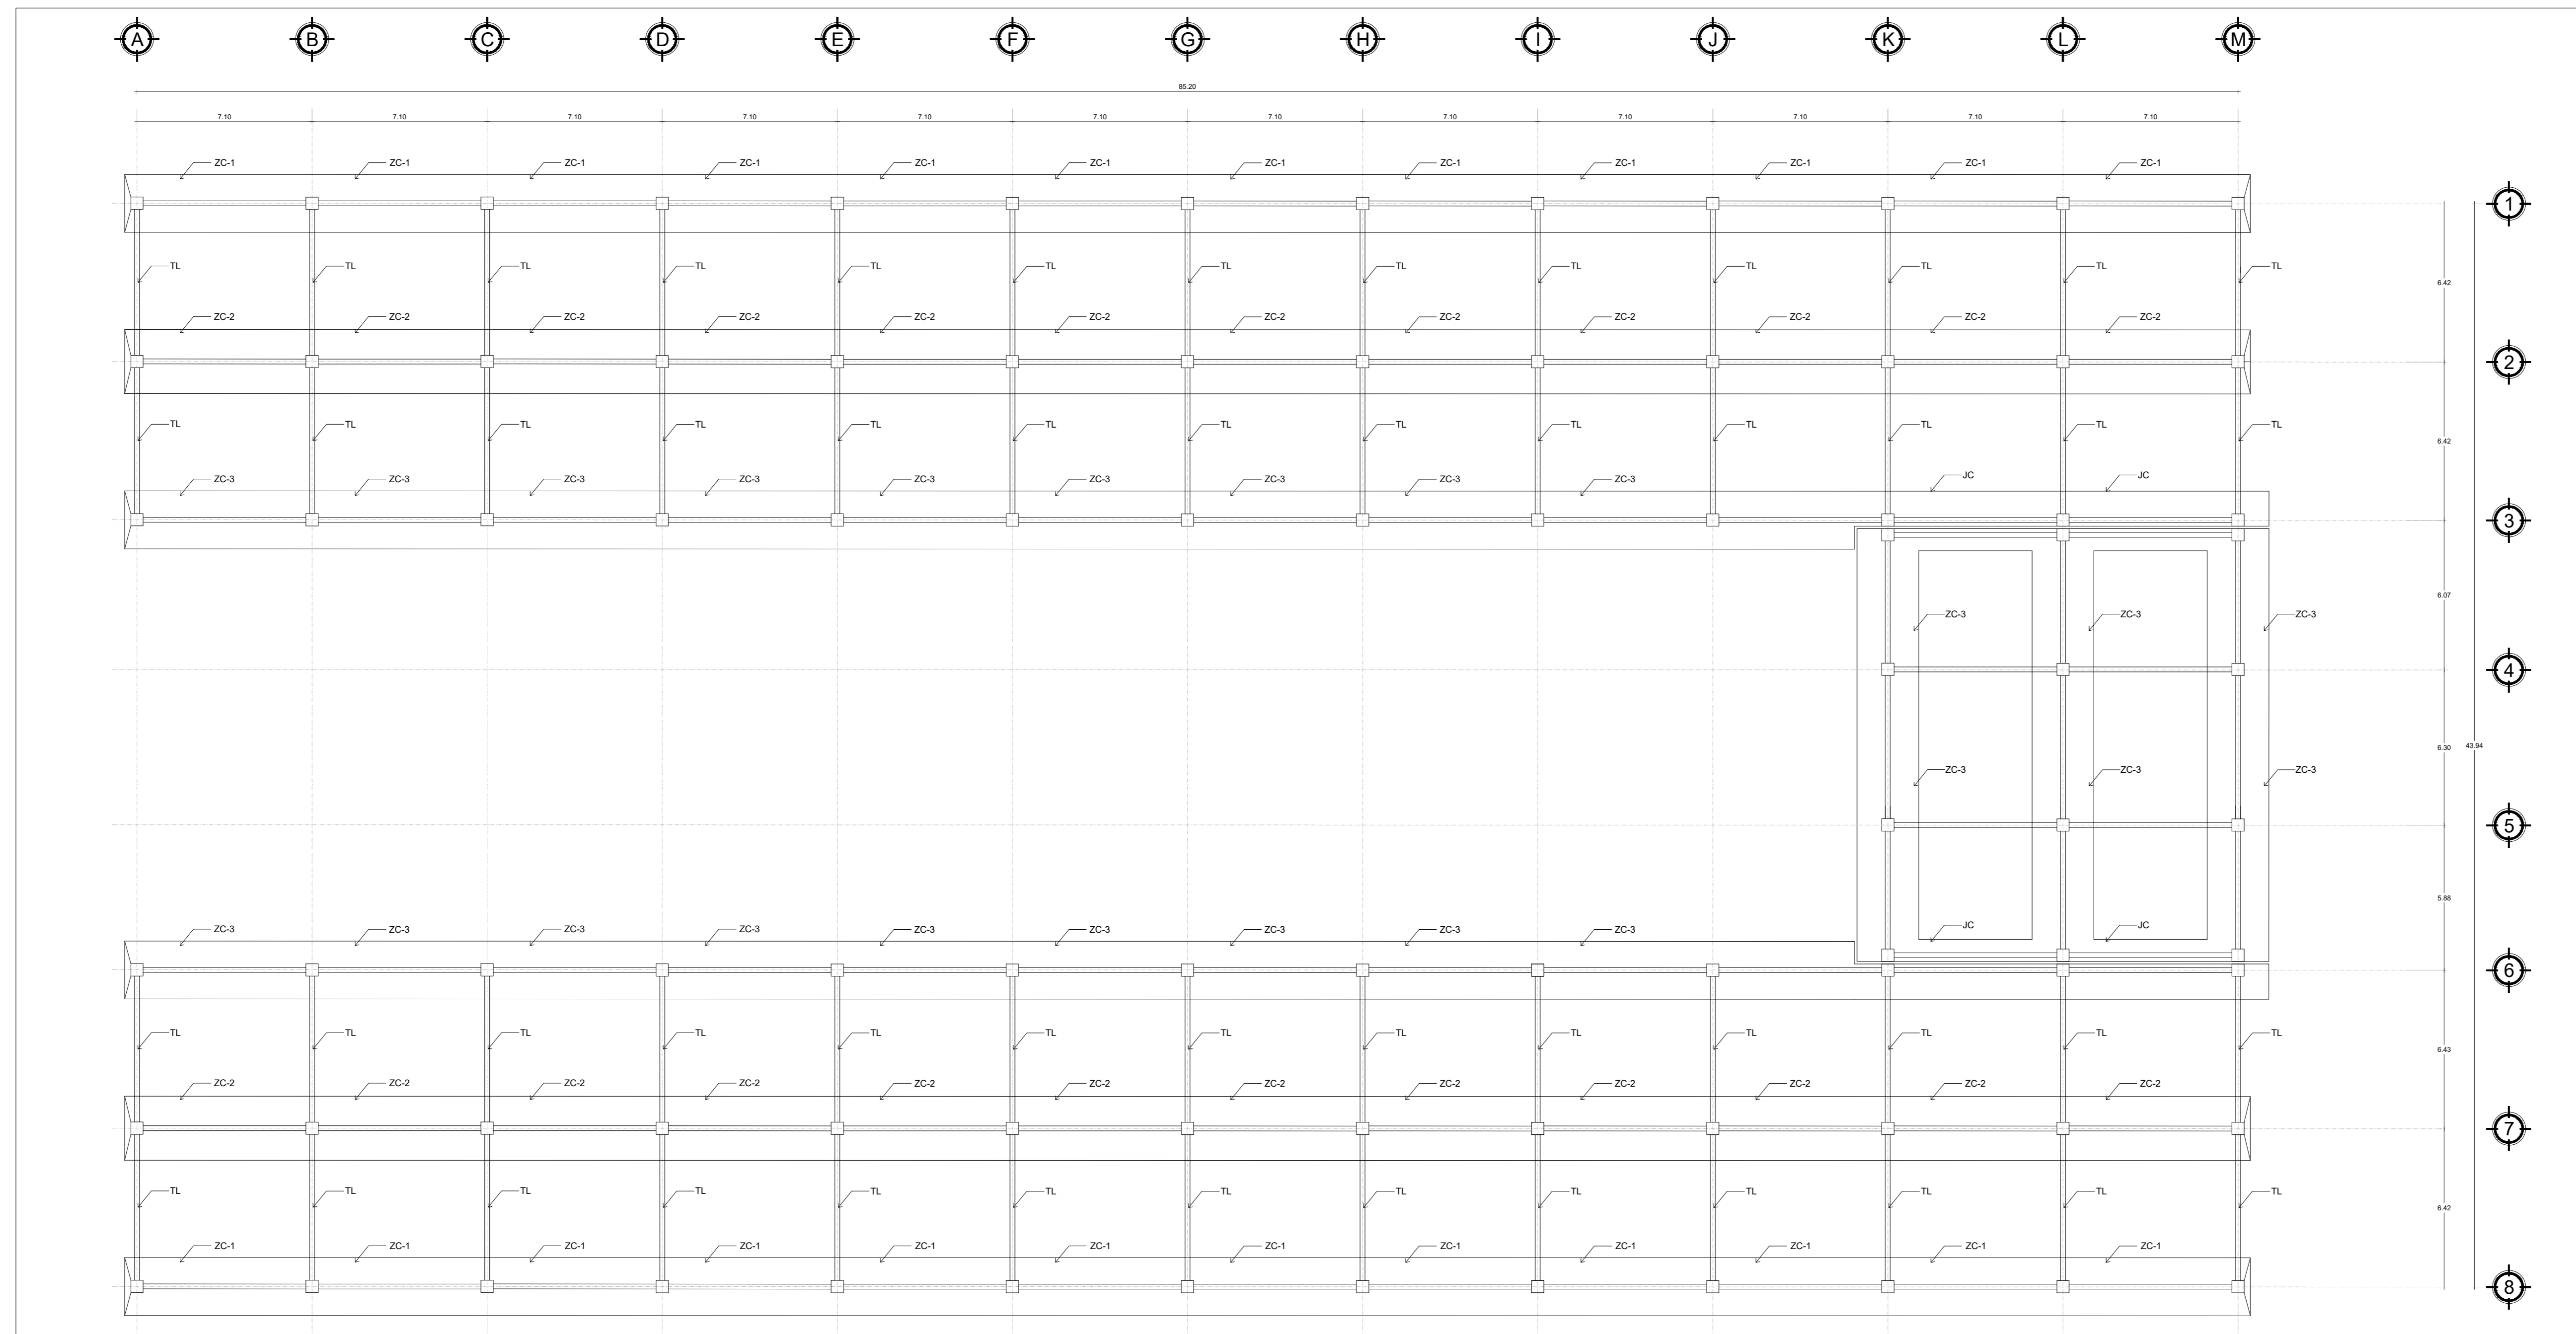 A B C D E F G H I J K L M
85.20
7.10 7.10 7.10 7.10 7.10 7.10 7.10 7.10 7.10 7.10 7.10 7.10
ZC-1 ZC-1 ZC-1 ZC-1 ZC-1 ZC-1 ZC-1 ZC-1 ZC-1 ZC-1 ZC-1 ZC-1
1
TL TL TL TL TL TL TL TL TL TL TL TL TL
6.42
ZC-2 ZC-2 ZC-2 ZC-2 ZC-2 ZC-2 ZC-2 ZC-2 ZC-2 ZC-2 ZC-2 ZC-2
2
TL TL TL TL TL TL TL TL TL TL TL TL TL
6.42
ZC-3 ZC-3 ZC-3 ZC-3 ZC-3 ZC-3 ZC-3 ZC-3 ZC-3 JC JC
3
6.07
ZC-3 ZC-3 ZC-3
4
6.30 43.94
ZC-3 ZC-3 ZC-3
5
5.88
ZC-3 ZC-3 ZC-3 ZC-3 ZC-3 ZC-3 ZC-3 ZC-3 ZC-3 JC JC
6
TL TL TL TL TL TL TL TL TL TL TL TL TL
6.43
ZC-2 ZC-2 ZC-2 ZC-2 ZC-2 ZC-2 ZC-2 ZC-2 ZC-2 ZC-2 ZC-2 ZC-2
7
TL TL TL TL TL TL TL TL TL TL TL TL TL
6.42
ZC-1 ZC-1 ZC-1 ZC-1 ZC-1 ZC-1 ZC-1 ZC-1 ZC-1 ZC-1 ZC-1 ZC-1
8